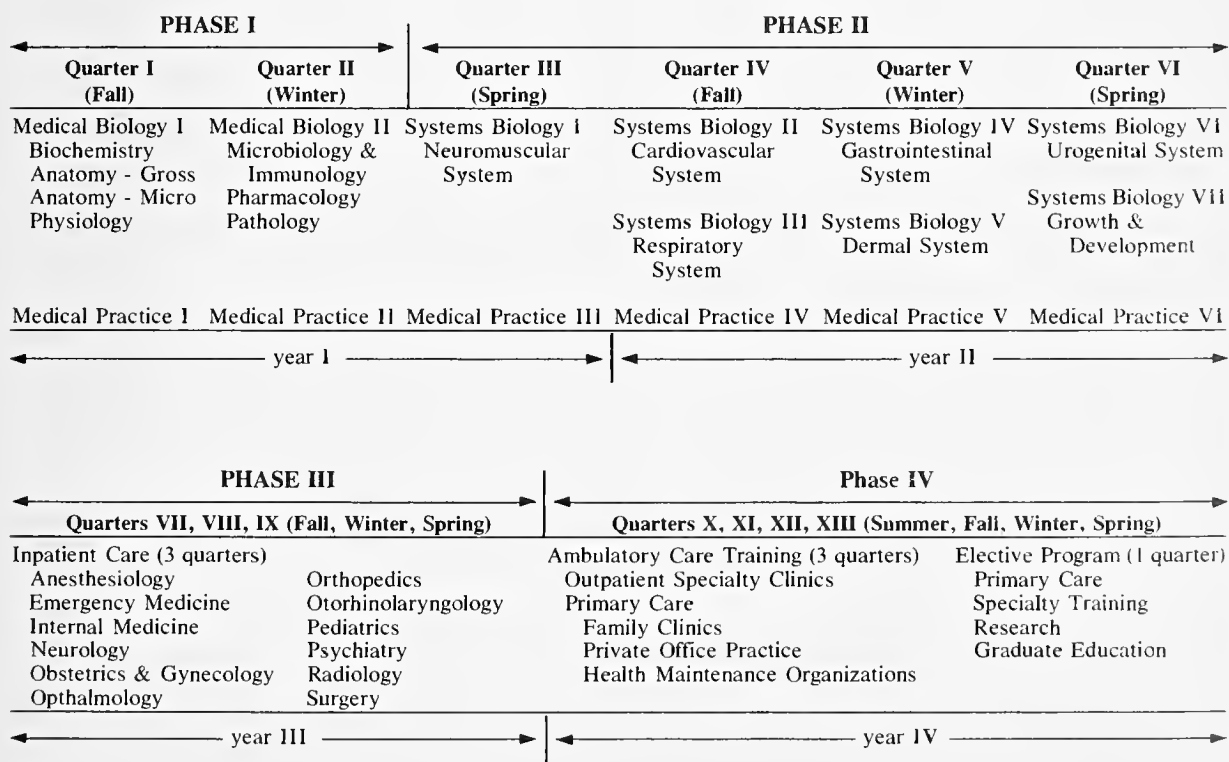 PHASE I PHASE II
Quarter I Quarter II Quarter III Quarter IV Quarter V Quarter VI
(Fall) (Winter) (Spring) (Fall) (Winter) (Spring)
Medical Biology I Medical Biology II Systems Biology I Systems Biology II Systems Biology IV Systems Biology VI
Biochemistry Microbiology & Neuromuscular Cardiovascular Gastrointestinal Urogenital System
Anatomy - Gross Immunology System System System
Anatomy - Micro Pharmacology Systems Biology VII
Physiology Pathology Systems Biology III Systems Biology V Growth &
Respiratory Dermal System Development
System
Medical Practice I Medical Practice II Medical Practice III Medical Practice IV Medical Practice V Medical Practice VI
year I year II
PHASE III Phase IV
Quarters VII, VIII, IX (Fall, Winter, Spring) Quarters X, XI, XII, XIII (Summer, Fall, Winter, Spring)
Inpatient Care (3 quarters) Ambulatory Care Training (3 quarters) Elective Program (1 quarter)
Anesthesiology Orthopedics Outpatient Specialty Clinics Primary Care
Emergency Medicine Otorhinolaryngology Primary Care Specialty Training
Internal Medicine Pediatrics Family Clinics Research
Neurology Psychiatry Private Office Practice Graduate Education
Obstetrics & Gynecology Radiology Health Maintenance Organizations
Opthalmology Surgery
year III year IV